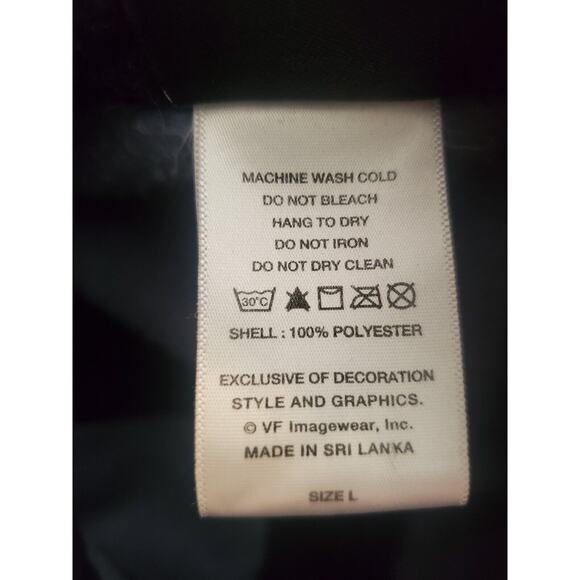 MACHINE WASH COLD
DO NOT BLEACH
HANG TO DRY
DO NOT IRON
DO NOT DRY CLEAN
30°C
SHELL : 100% POLYESTER
EXCLUSIVE OF DECORATION
STYLE AND GRAPHICS.
© VF Imagewear, Inc.
MADE IN SRI LANKA
SIZE L